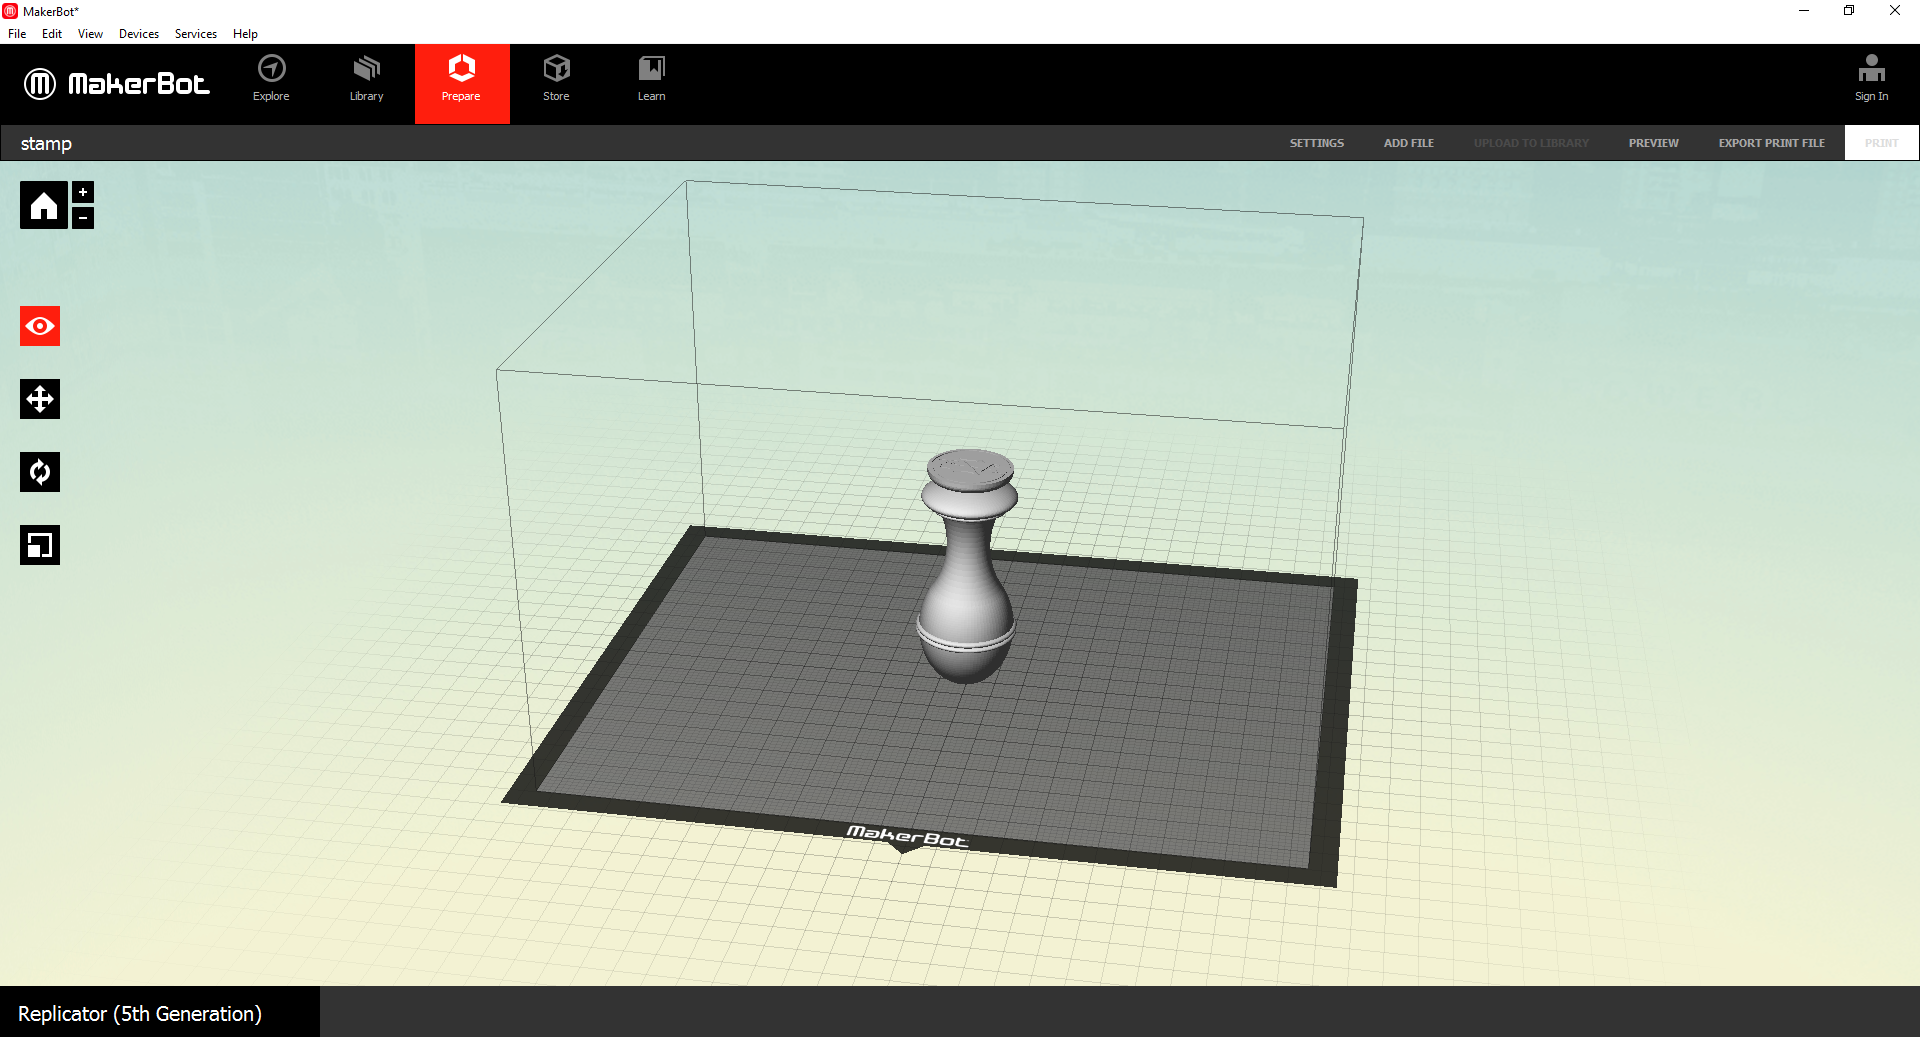 MakerBot*
File Edit View Devices Services Help
MakerBot
Explore Library Prepare Store Learn Sign In
stamp SETTINGS ADD FILE UPLOAD TO LIBRARY PREVIEW EXPORT PRINT FILE PRINT
+
-
MakerBot
Replicator (5th Generation)